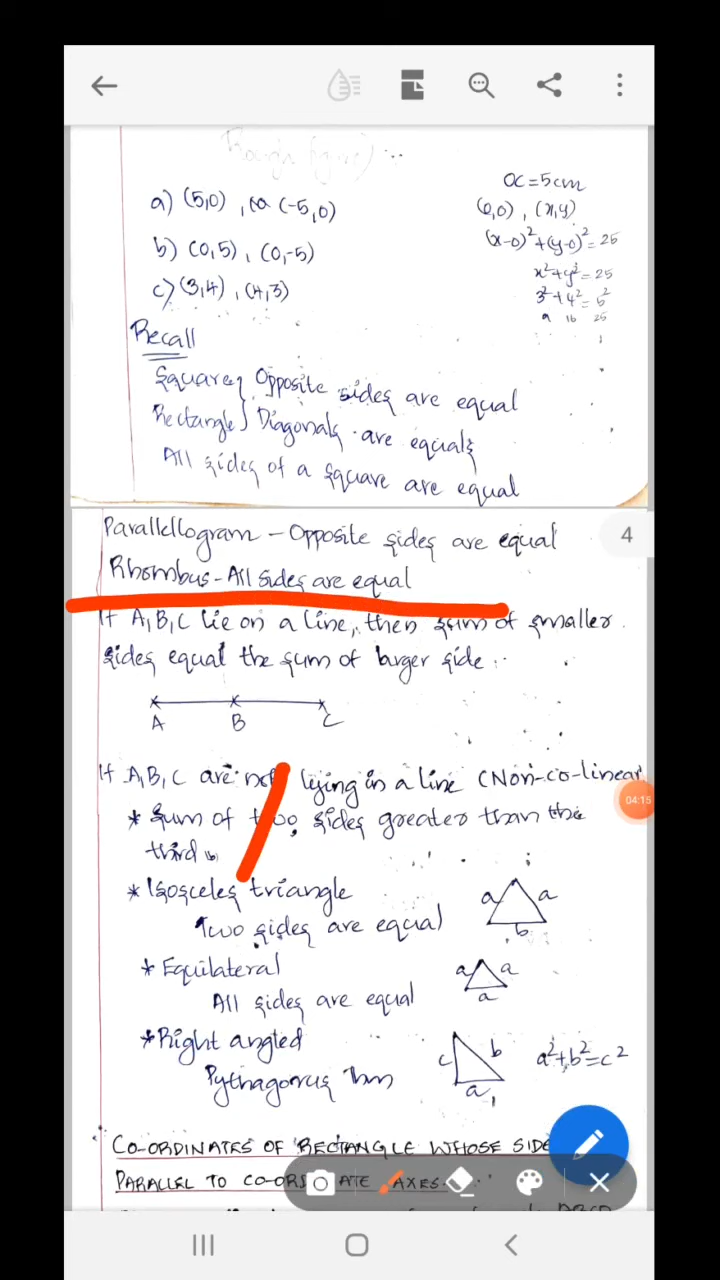 Rough figure)
a) (5,0) , (-5,0)
b) (0,5) , (0,-5)
c) (3,4) , (4,3)
OC = 5cm
(0,0) , (x,y)
(x-0)² + (y-0)² = 25
x² + y² = 25
3² + 4² = 5²
9 16 25
Recall
Square } Opposite sides are equal
Rectangle } Diagonals are equal
All sides of a square are equal
4
Parallellogram - Opposite sides are equal
Rhombus - All sides are equal
If A,B,C lie on a line, then sum of smaller
sides equal the sum of larger side
A B C
If A,B,C are not lying in a line (Non-co-linear
* Sum of two sides greater than the
third
04:15
* Isosceles triangle
Two sides are equal
a a
b
* Equilateral
All sides are equal
a a
a
* Right angled
Pythagorus thm
c b
a
a² + b² = c²
CO-ORDINATES OF RECTANGLE WHOSE SIDE
PARALLEL TO CO-ORDINATE AXES